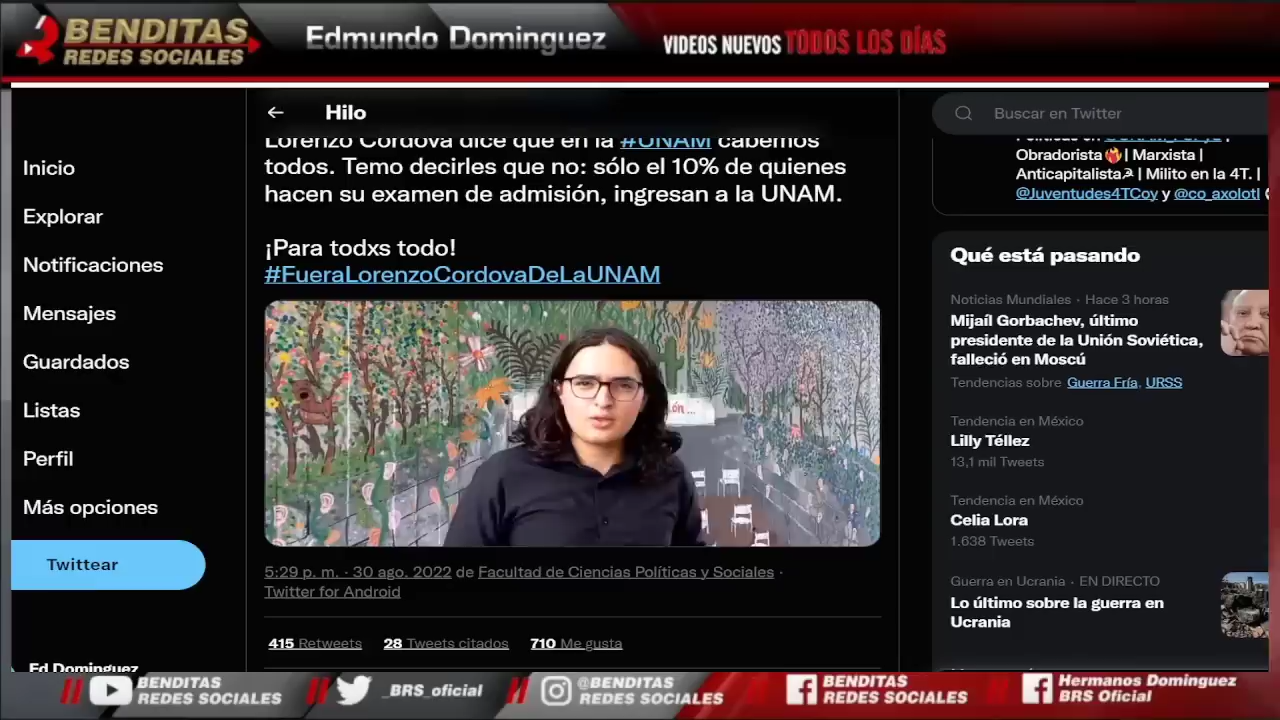 BENDITAS
REDES SOCIALES
Edmundo Dominguez
VIDEOS NUEVOS TODOS LOS DÍAS
Inicio
Explorar
Notificaciones
Mensajes
Guardados
Listas
Perfil
Más opciones
Twittear
Ed Dominguez
Hilo
Lorenzo Córdova dice que en la #UNAM cabemos
todos. Temo decirles que no: sólo el 10% de quienes
hacen su examen de admisión, ingresan a la UNAM.
¡Para todxs todo!
#FueraLorenzoCordovaDeLaUNAM
ón...
5:29 p. m. · 30 ago. 2022 de Facultad de Ciencias Políticas y Sociales ·
Twitter for Android
415 Retweets 28 Tweets citados 710 Me gusta
Buscar en Twitter
Obradorista❤️‍🔥| Marxista |
Anticapitalista☭ | Milito en la 4T. |
@Juventudes4TCoy y @co_axolotl
Qué está pasando
Noticias Mundiales · Hace 3 horas
Mijaíl Gorbachev, último
presidente de la Unión Soviética,
falleció en Moscú
Tendencias sobre Guerra Fría, URSS
Tendencia en México
Lilly Téllez
13,1 mil Tweets
Tendencia en México
Celia Lora
1.638 Tweets
Guerra en Ucrania · EN DIRECTO
Lo último sobre la guerra en
Ucrania
BENDITAS
REDES SOCIALES
_BRS_oficial
@BENDITAS
REDES SOCIALES
BENDITAS
REDES SOCIALES
Hermanos Dominguez
BRS Oficial